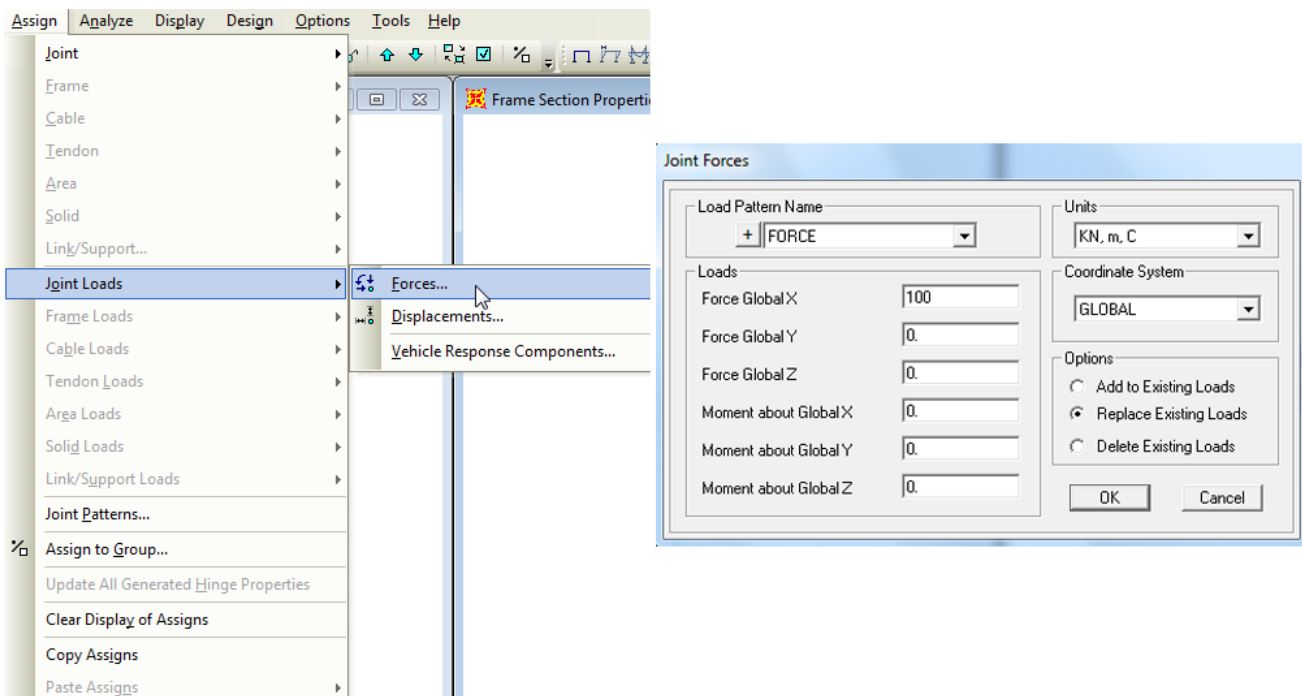 Assign Analyze Display Design Options Tools Help
Joint
Frame
Cable
Tendon
Area
Solid
Link/Support...
Joint Loads
Frame Loads
Cable Loads
Tendon Loads
Area Loads
Solid Loads
Link/Support Loads
Joint Patterns...
Assign to Group...
Update All Generated Hinge Properties
Clear Display of Assigns
Copy Assigns
Paste Assigns
Forces...
Displacements...
Vehicle Response Components...
Frame Section Properti
Joint Forces
Load Pattern Name
+ FORCE
Units
KN, m, C
Loads
Force Global X 100
Force Global Y 0.
Force Global Z 0.
Moment about Global X 0.
Moment about Global Y 0.
Moment about Global Z 0.
Coordinate System
GLOBAL
Options
Add to Existing Loads
Replace Existing Loads
Delete Existing Loads
OK Cancel